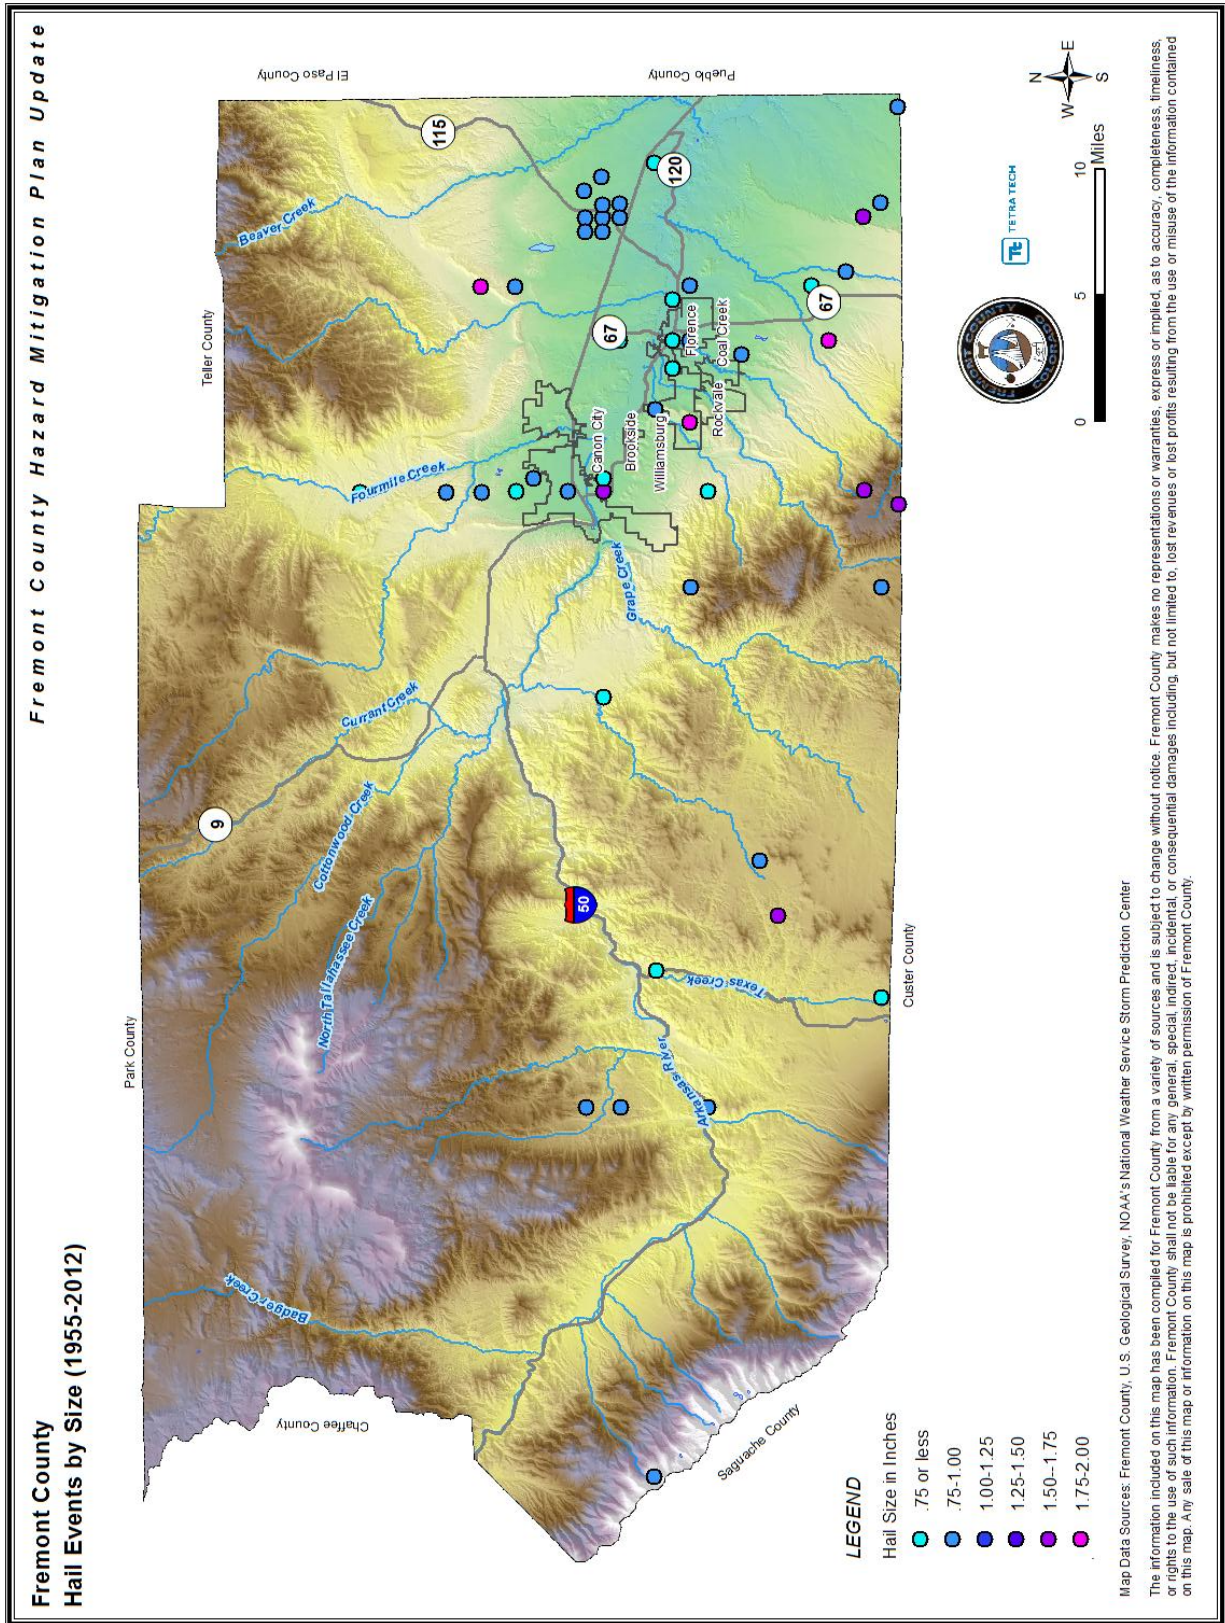 Fremont County
Hail Events by Size (1955-2012)
Fremont County Hazard Mitigation Plan Update
Park County
Teller County
El Paso County
Pueblo County
Custer County
Saguache County
Chaffee County
Badger Creek
North Tallahassee Creek
Cottonwood Creek
Currant Creek
Fourmile Creek
Beaver Creek
Grape Creek
Texas Creek
Arkansas River
9
50
115
67
120
67
Canon City
Brookside
Williamsburg
Rockvale
Coal Creek
Florence
LEGEND
Hail Size in Inches
.75 or less
.75-1.00
1.00-1.25
1.25-1.50
1.50--1.75
1.75-2.00
FREMONT COUNTY
COLORADO
Tt TETRA TECH
N
W E
S
0 5 10
Miles
Map Data Sources: Fremont County, U.S. Geological Survey, NOAA's National Weather Service Storm Prediction Center
The information included on this map has been compiled for Fremont County from a variety of sources and is subject to change without notice. Fremont County makes no representations or warranties, express or implied, as to accuracy, completeness, timeliness,
or rights to the use of such information. Fremont County shall not be liable for any general, special, indirect, incidental, or consequential damages including, but not limited to, lost revenues or lost profits resulting from the use or misuse of the information contained
on this map. Any sale of this map or information on this map is prohibited except by written permission of Fremont County.